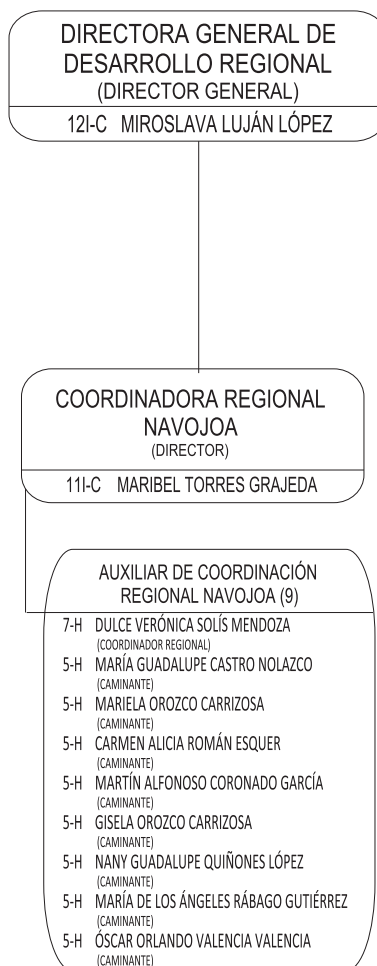 DIRECTORA GENERAL DE
DESARROLLO REGIONAL
(DIRECTOR GENERAL)
12I-C MIROSLAVA LUJÁN LÓPEZ
COORDINADORA REGIONAL
NAVOJOA
(DIRECTOR)
11I-C MARIBEL TORRES GRAJEDA
AUXILIAR DE COORDINACIÓN
REGIONAL NAVOJOA (9)
7-H DULCE VERÓNICA SOLÍS MENDOZA
(COORDINADOR REGIONAL)
5-H MARÍA GUADALUPE CASTRO NOLAZCO
(CAMINANTE)
5-H MARIELA OROZCO CARRIZOSA
(CAMINANTE)
5-H CARMEN ALICIA ROMÁN ESQUER
(CAMINANTE)
5-H MARTÍN ALFONOSO CORONADO GARCÍA
(CAMINANTE)
5-H GISELA OROZCO CARRIZOSA
(CAMINANTE)
5-H NANY GUADALUPE QUIÑONES LÓPEZ
(CAMINANTE)
5-H MARÍA DE LOS ÁNGELES RÁBAGO GUTIÉRREZ
(CAMINANTE)
5-H ÓSCAR ORLANDO VALENCIA VALENCIA
(CAMINANTE)